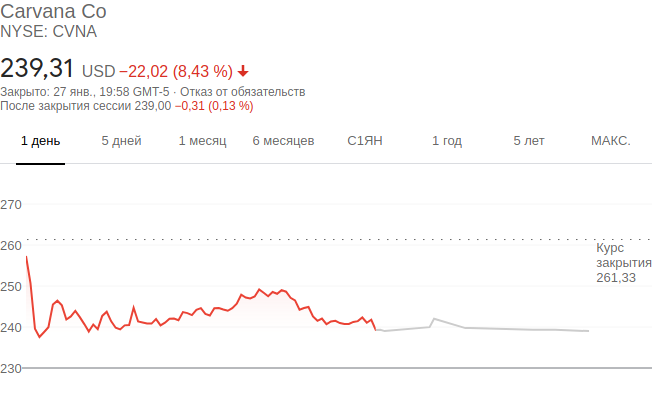 Carvana Co
NYSE: CVNA
239,31 USD −22,02 (8,43 %)
Закрыто: 27 янв., 19:58 GMT-5 · Отказ от обязательств
После закрытия сессии 239,00 −0,31 (0,13 %)
1 день 5 дней 1 месяц 6 месяцев С1ЯН 1 год 5 лет МАКС.
270
260
Курс
закрытия
261,33
250
240
230